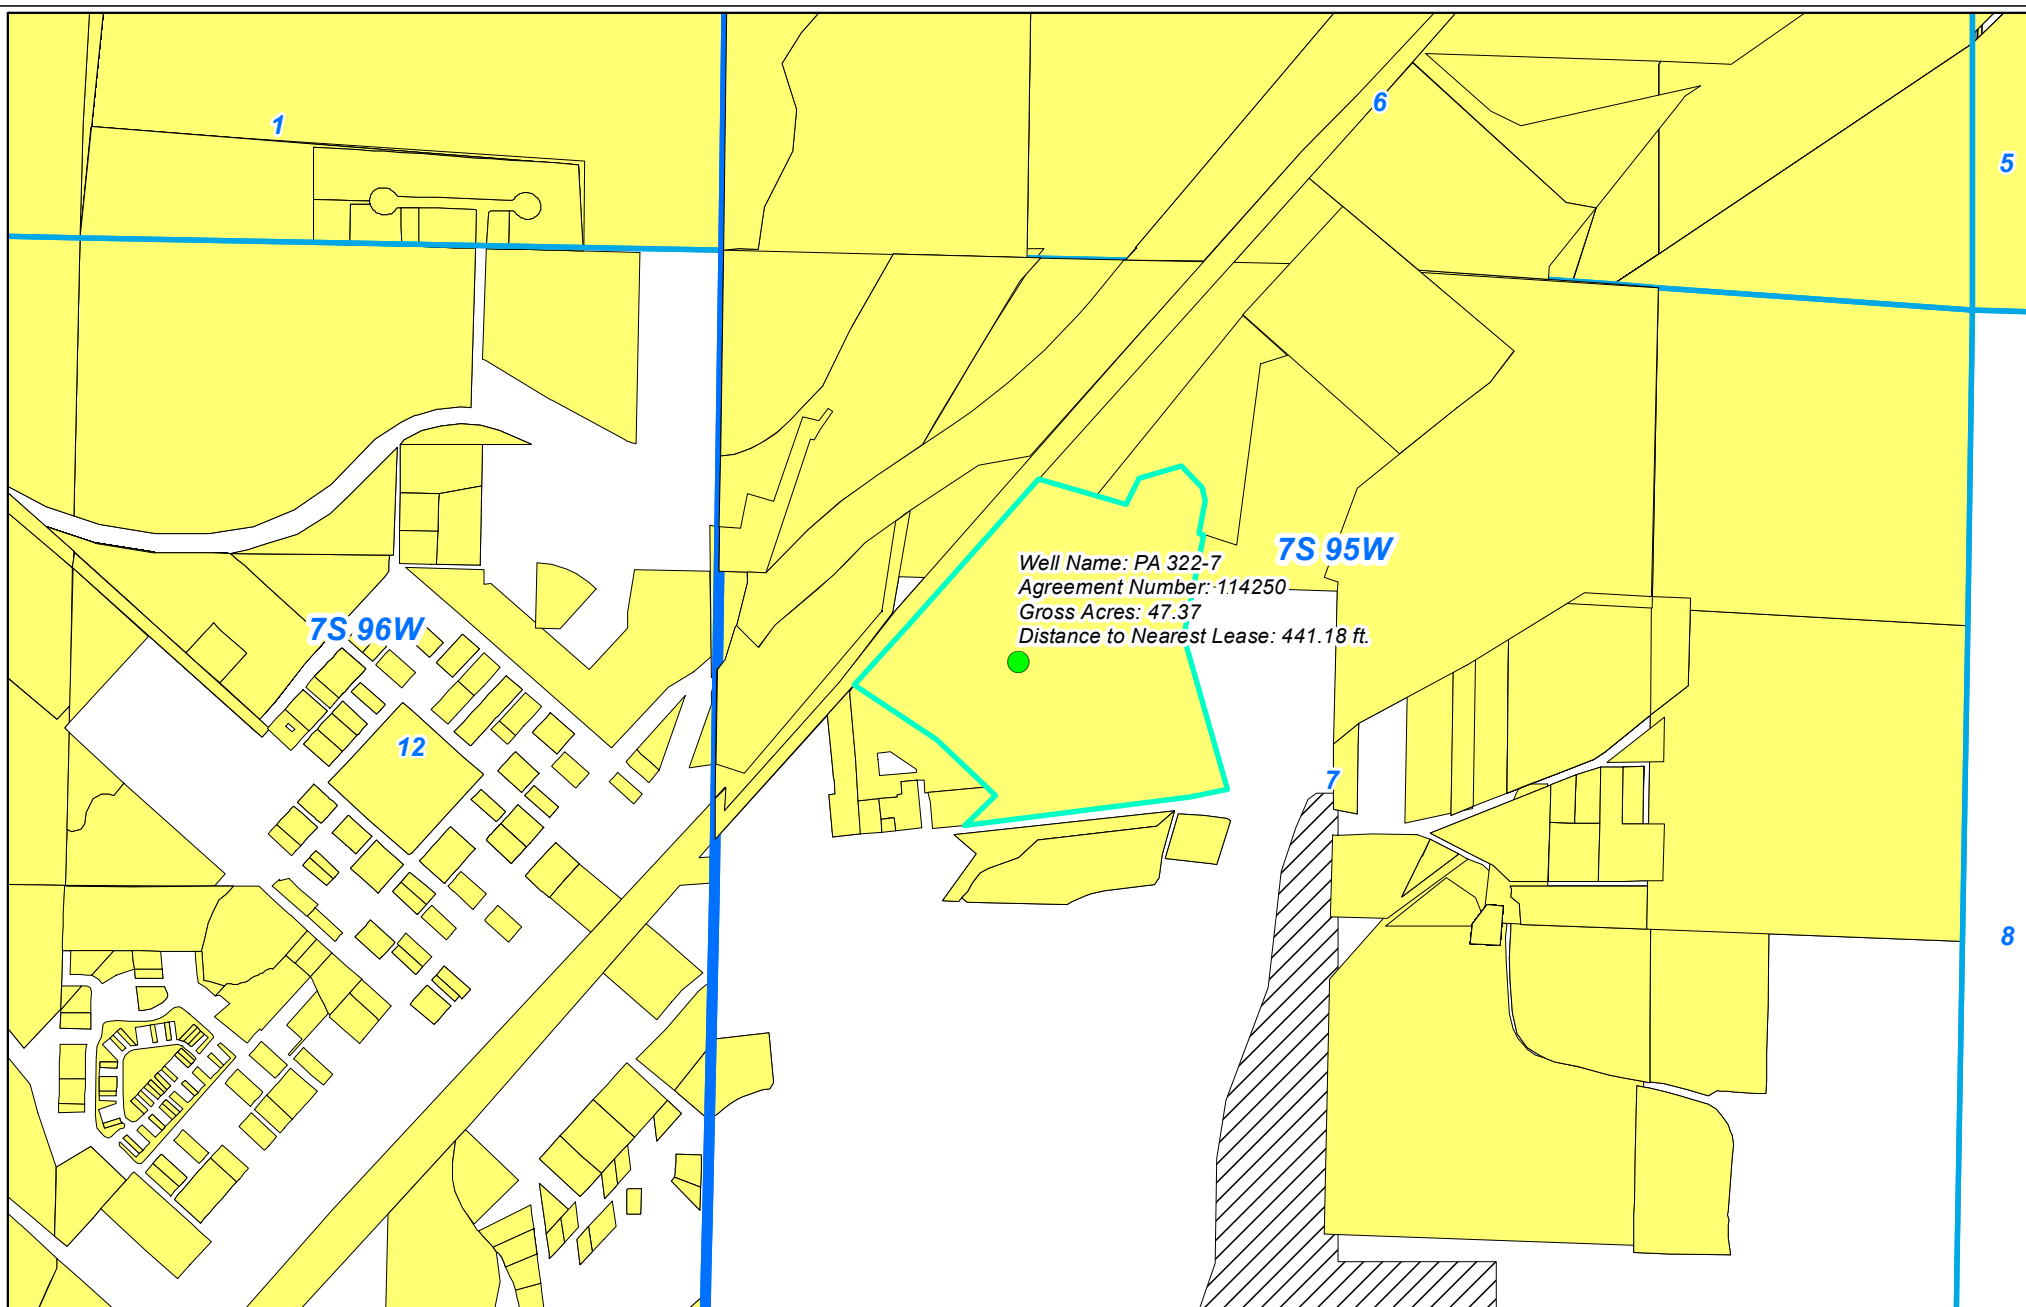 6
1
5
7S 95W
Well Name: PA 322-7
Agreement Number: 114250
Gross Acres: 47.37
Distance to Nearest Lease: 441.18 ft.
7S 96W
12
7
8